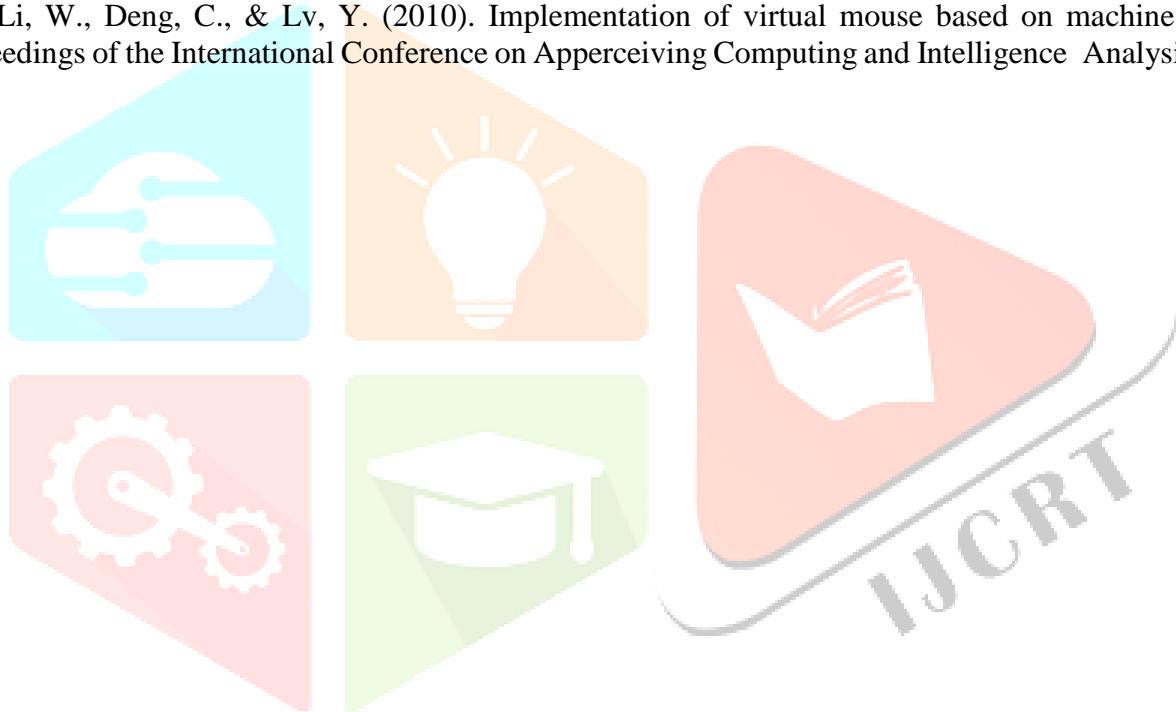 Li, W., Deng, C., & Lv, Y. (2010). Implementation of virtual mouse based on machine
eedings of the International Conference on Apperceiving Computing and Intelligence Analysi
IJCRT